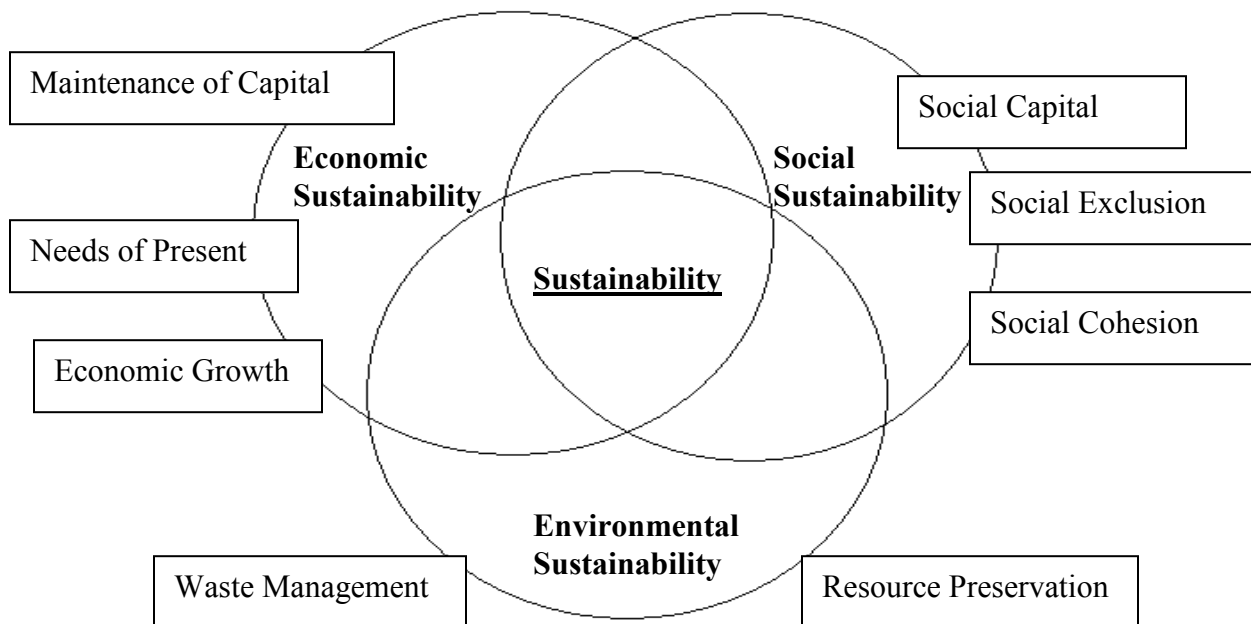 Maintenance of Capital
Social Capital
Economic
Sustainability
Social
Sustainability
Social Exclusion
Needs of Present
Sustainability
Social Cohesion
Economic Growth
Environmental
Sustainability
Waste Management
Resource Preservation